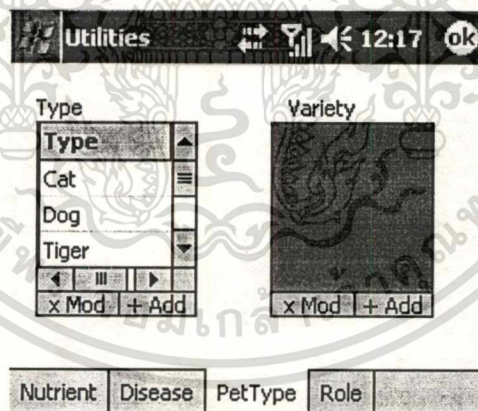 Utilities 12:17 ok
Type Variety
Type
Cat
Dog
Tiger
x Mod + Add x Mod + Add
Nutrient Disease PetType Role